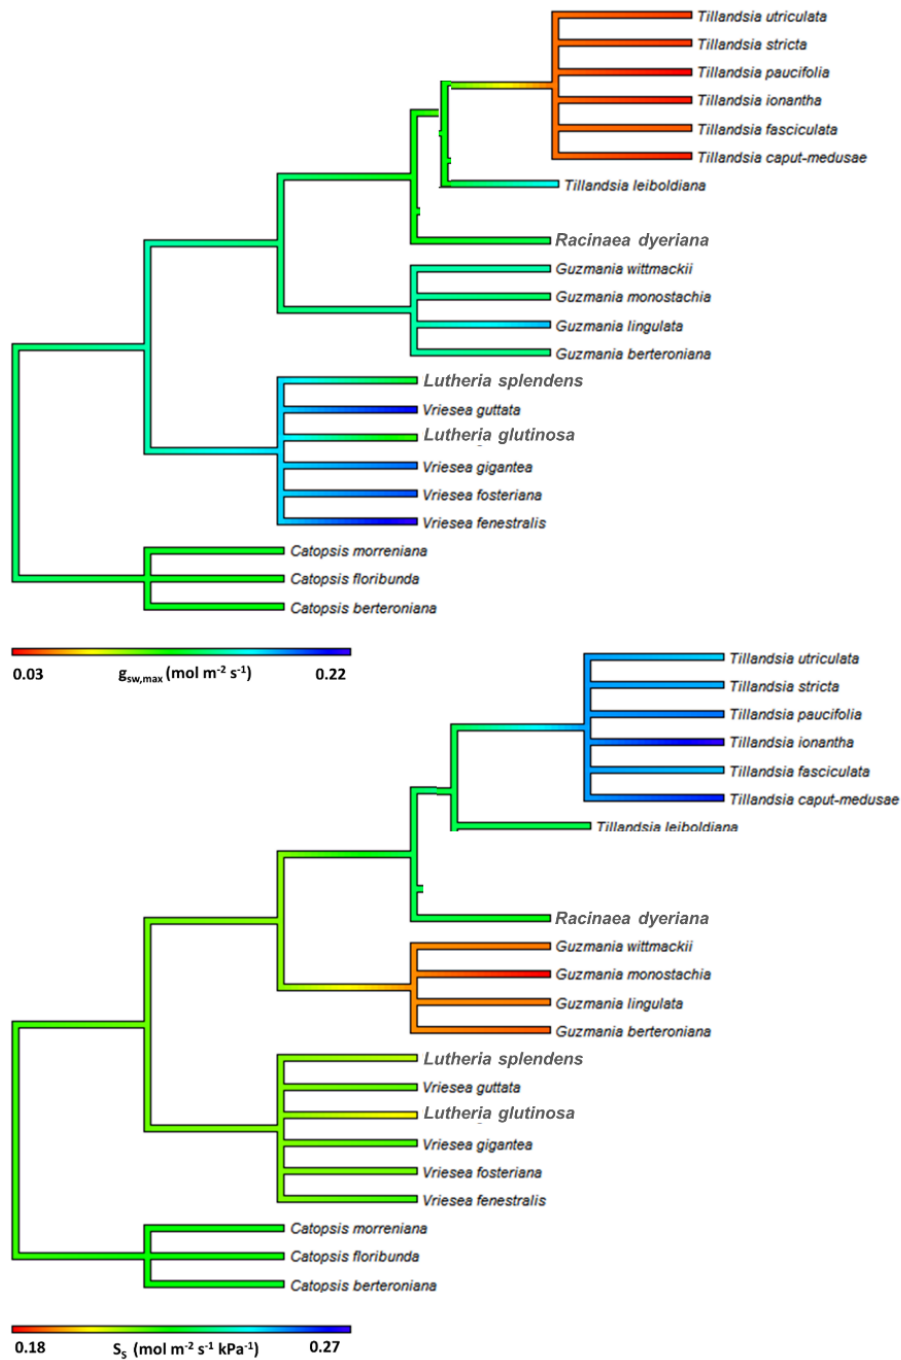 Tillandsia utriculata
Tillandsia stricta
Tillandsia paucifolia
Tillandsia ionantha
Tillandsia fasciculata
Tillandsia caput-medusae
Tillandsia leiboldiana
Racinaea dyeriana
Guzmania wittmackii
Guzmania monostachia
Guzmania lingulata
Guzmania berteroniana
Lutheria splendens
Vriesea guttata
Lutheria glutinosa
Vriesea gigantea
Vriesea fosteriana
Vriesea fenestralis
Catopsis morreniana
Catopsis floribunda
Catopsis berteroniana
0.03 gsw,max (mol m-2 s-1) 0.22
Tillandsia utriculata
Tillandsia stricta
Tillandsia paucifolia
Tillandsia ionantha
Tillandsia fasciculata
Tillandsia caput-medusae
Tillandsia leiboldiana
Racinaea dyeriana
Guzmania wittmackii
Guzmania monostachia
Guzmania lingulata
Guzmania berteroniana
Lutheria splendens
Vriesea guttata
Lutheria glutinosa
Vriesea gigantea
Vriesea fosteriana
Vriesea fenestralis
Catopsis morreniana
Catopsis floribunda
Catopsis berteroniana
0.18 SS (mol m-2 s-1 kPa-1) 0.27